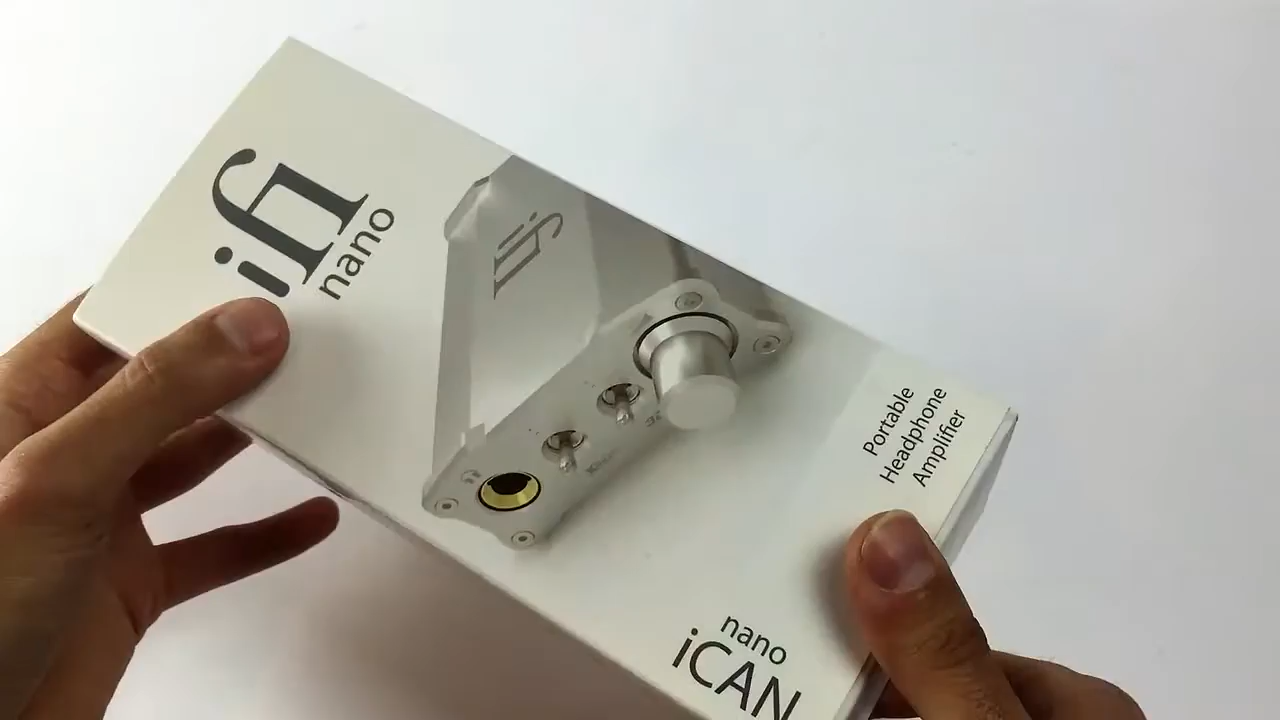 ifi
nano
ifi
Portable
Headphone
Amplifier
nano
iCAN